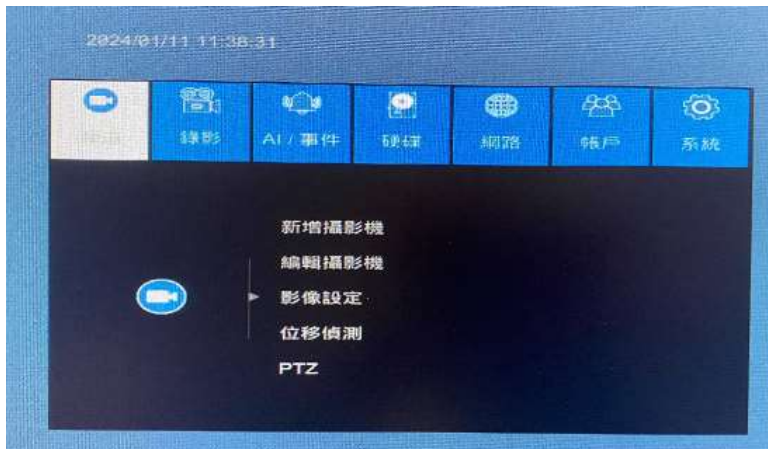 2024/01/11 11:38:31
錄影
AI / 事件
硬碟
網路
帳戶
系統
新增攝影機
編輯攝影機
影像設定
位移偵測
PTZ